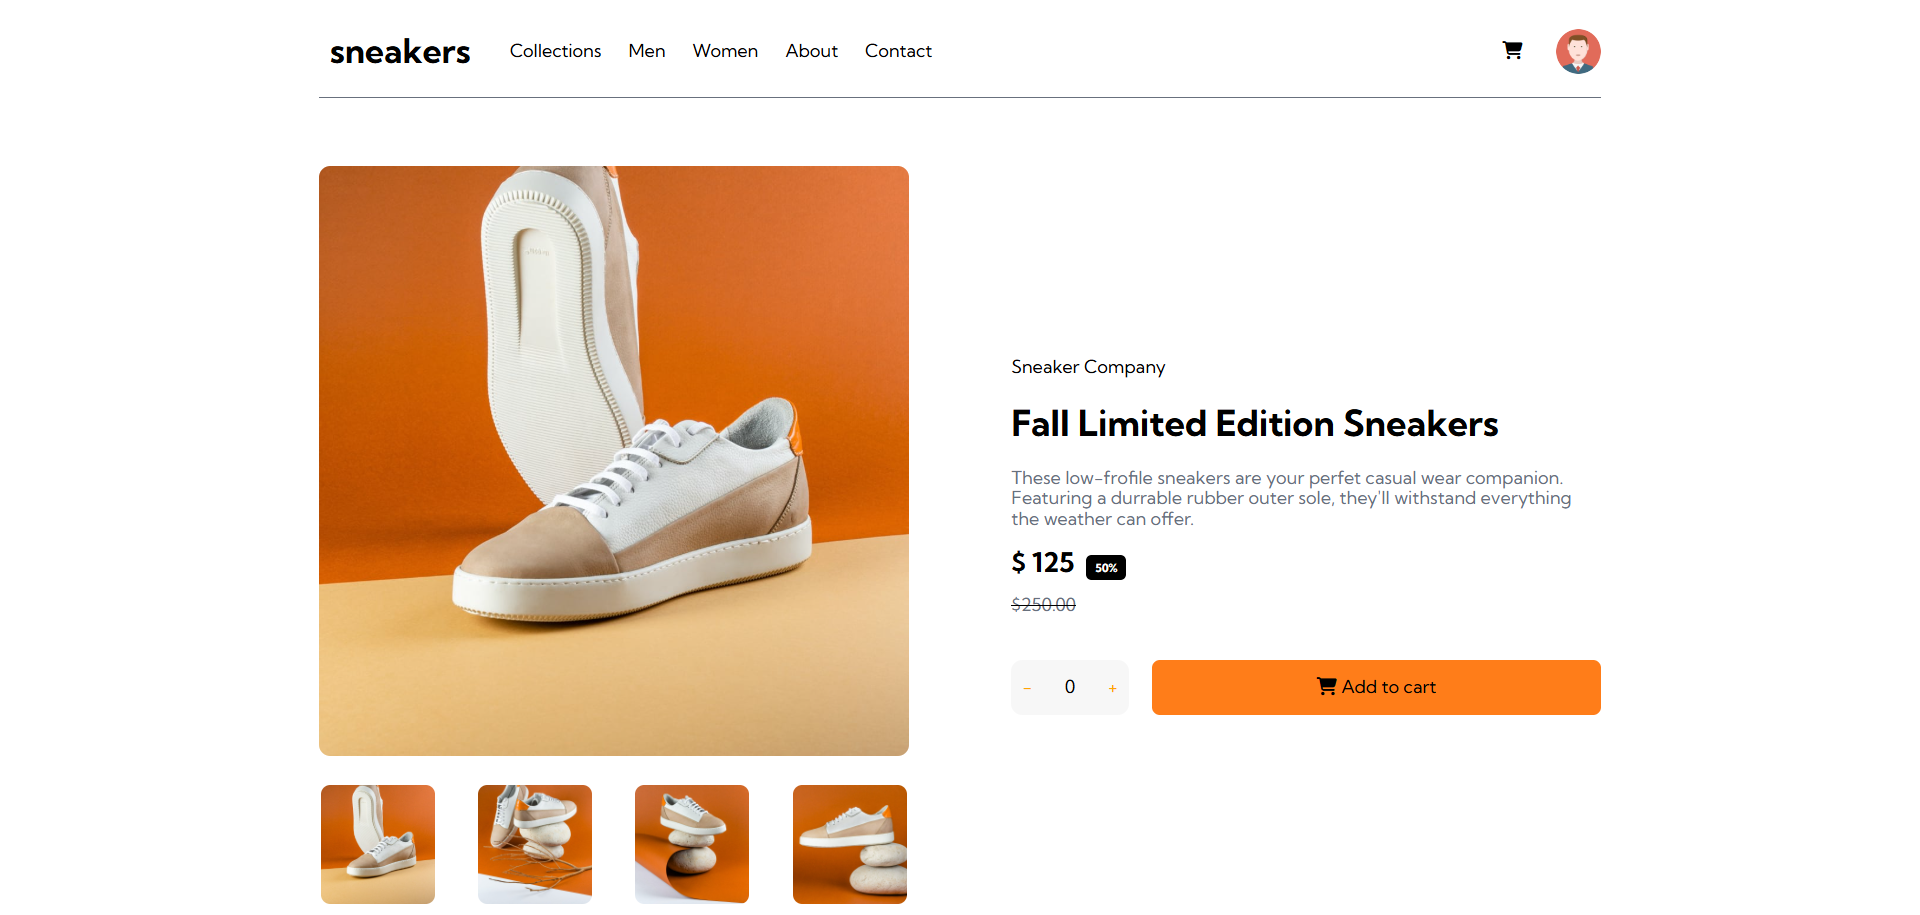 sneakers Collections Men Women About Contact
Sneaker Company
Fall Limited Edition Sneakers
These low-frofile sneakers are your perfet casual wear companion.
Featuring a durrable rubber outer sole, they'll withstand everything
the weather can offer.
$ 125 50%
$250.00
- 0 + Add to cart